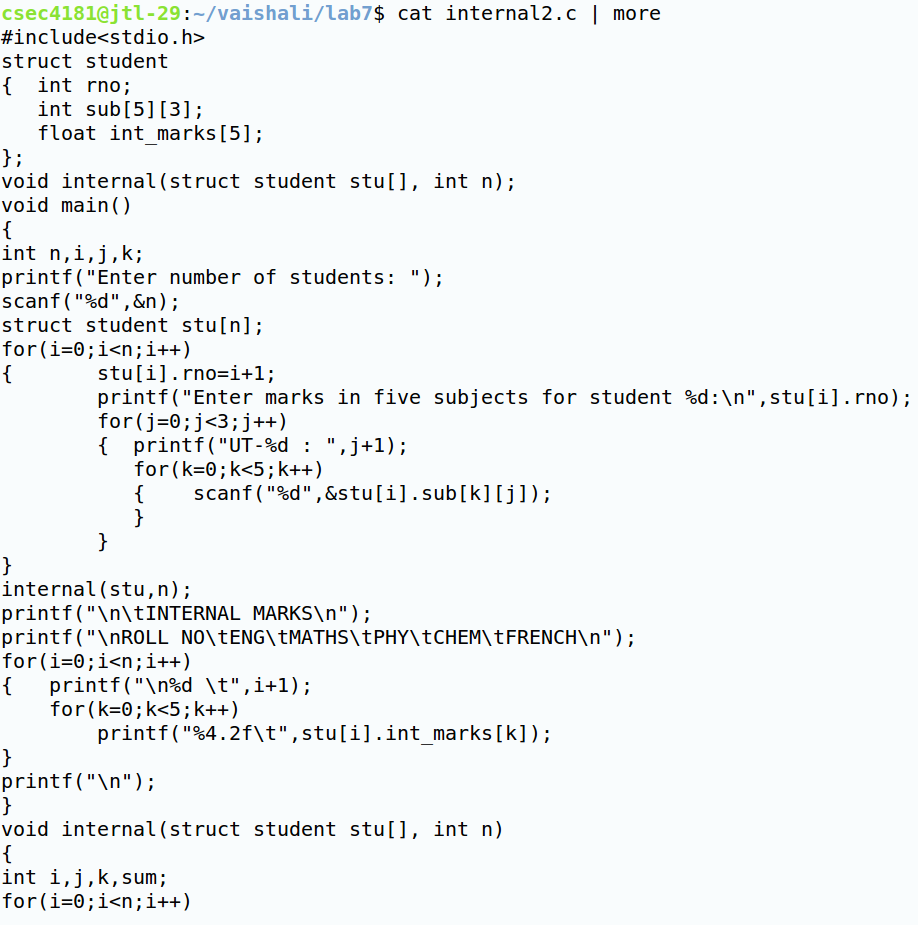 csec4181@jtl-29:~/vaishali/lab7$ cat internal2.c | more
#include<stdio.h>
struct student
{  int rno;
   int sub[5][3];
   float int_marks[5];
};
void internal(struct student stu[], int n);
void main()
{
int n,i,j,k;
printf("Enter number of students: ");
scanf("%d",&n);
struct student stu[n];
for(i=0;i<n;i++)
{       stu[i].rno=i+1;
        printf("Enter marks in five subjects for student %d:\n",stu[i].rno);
        for(j=0;j<3;j++)
        {  printf("UT-%d : ",j+1);
           for(k=0;k<5;k++)
           {    scanf("%d",&stu[i].sub[k][j]);
           }
        }
}
internal(stu,n);
printf("\n\tINTERNAL MARKS\n");
printf("\nROLL NO\tENG\tMATHS\tPHY\tCHEM\tFRENCH\n");
for(i=0;i<n;i++)
{   printf("\n%d \t",i+1);
    for(k=0;k<5;k++)
        printf("%4.2f\t",stu[i].int_marks[k]);
}
printf("\n");
}
void internal(struct student stu[], int n)
{
int i,j,k,sum;
for(i=0;i<n;i++)